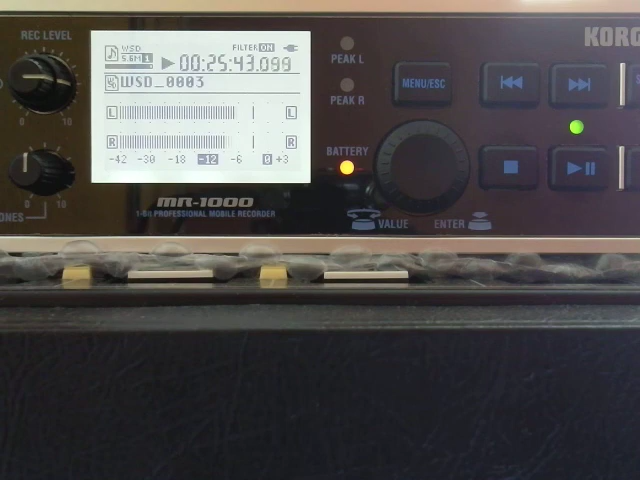 REC LEVEL
0 10
0 10
WSD
5.6M 1
FILTER ON
00:25:43.099
WSD_0003
L L
R R
-42 -30 -18 -12 -6 0 +3
MR-1000
1-Bit PROFESSIONAL MOBILE RECORDER
PEAK L
PEAK R
BATTERY
MENU/ESC
VALUE
ENTER
KORG
ONES